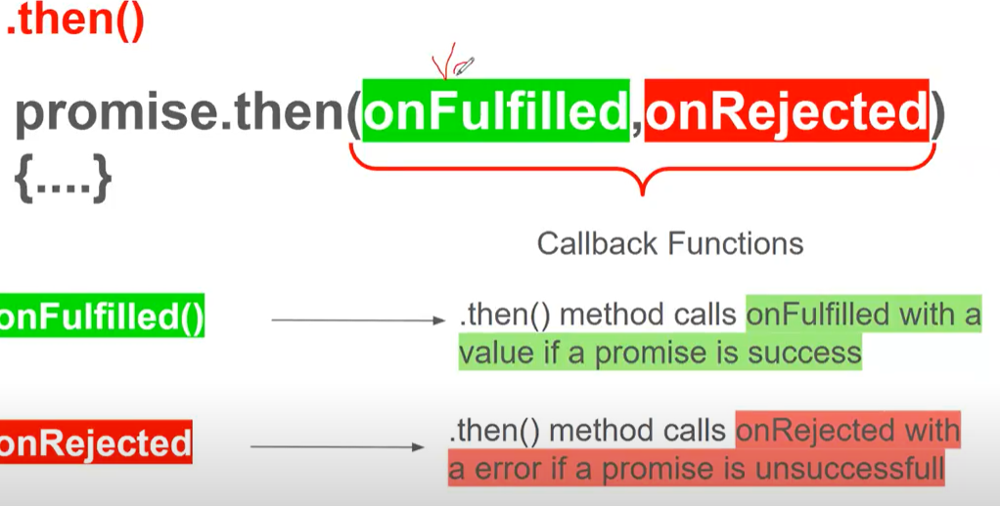 .then()
promise.then(onFulfilled,onRejected)
{....}
Callback Functions
onFulfilled()
.then() method calls onFulfilled with a
value if a promise is success
onRejected
.then() method calls onRejected with
a error if a promise is unsuccessfull